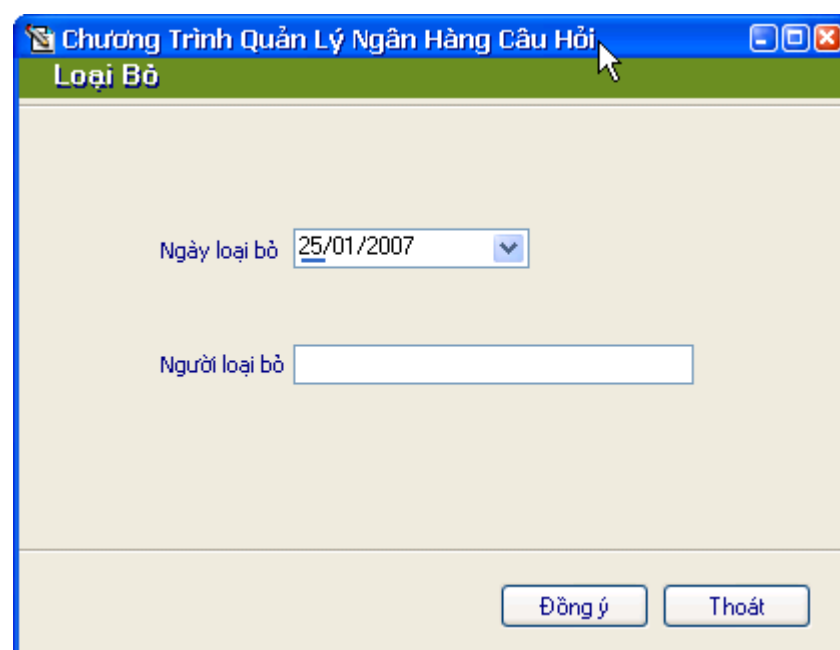 Chương Trình Quản Lý Ngân Hàng Câu Hỏi
Loại Bỏ
Ngày loại bỏ 25/01/2007
Người loại bỏ
Đồng ý Thoát